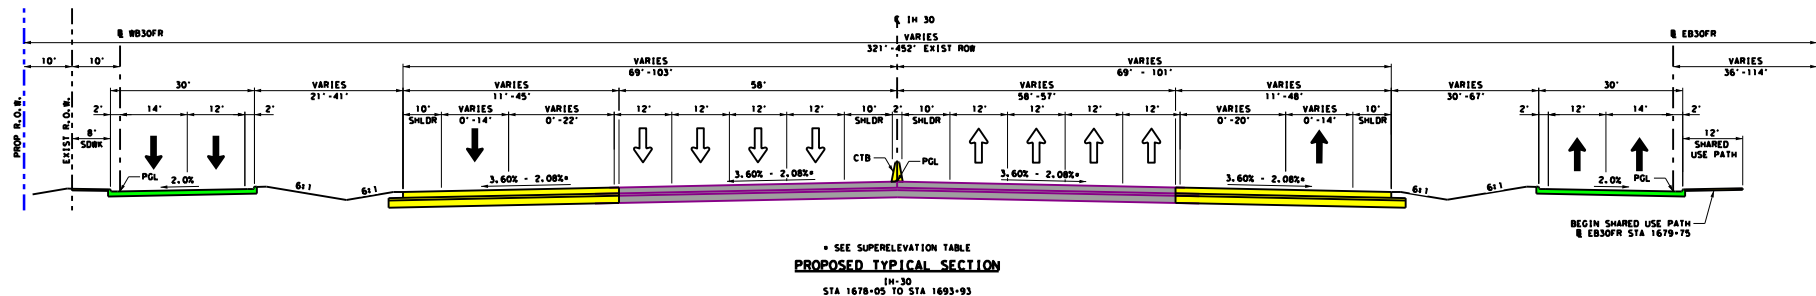 ℄ IH 30
℄ WB30FR
℄ EB30FR
VARIES
321'-452' EXIST ROW
10'
10'
VARIES
69'-103'
VARIES
69' - 101'
VARIES
36'-114'
30'
VARIES
21'-41'
VARIES
11'-45'
58'
VARIES
58'-57'
VARIES
11'-48'
VARIES
30'-67'
30'
2'
14'
12'
2'
10'
SHLDR
VARIES
0'-14'
VARIES
0'-22'
12'
12'
12'
12'
10'
SHLDR
2'
10'
SHLDR
12'
12'
12'
12'
VARIES
0'-20'
VARIES
0'-14'
10'
SHLDR
2'
12'
14'
2'
PROP R.O.W.
EXIST R.O.W.
8'
SDWK
12'
SHARED
USE PATH
PGL
2.0%
6:1
6:1
3.60% - 2.08%*
3.60% - 2.08%*
CTB
PGL
3.60% - 2.08%*
3.60% - 2.08%*
6:1
6:1
2.0%
PGL
BEGIN SHARED USE PATH
℄ EB30FR STA 1679+75
* SEE SUPERELEVATION TABLE
PROPOSED TYPICAL SECTION
IH-30
STA 1678+05 TO STA 1693+93